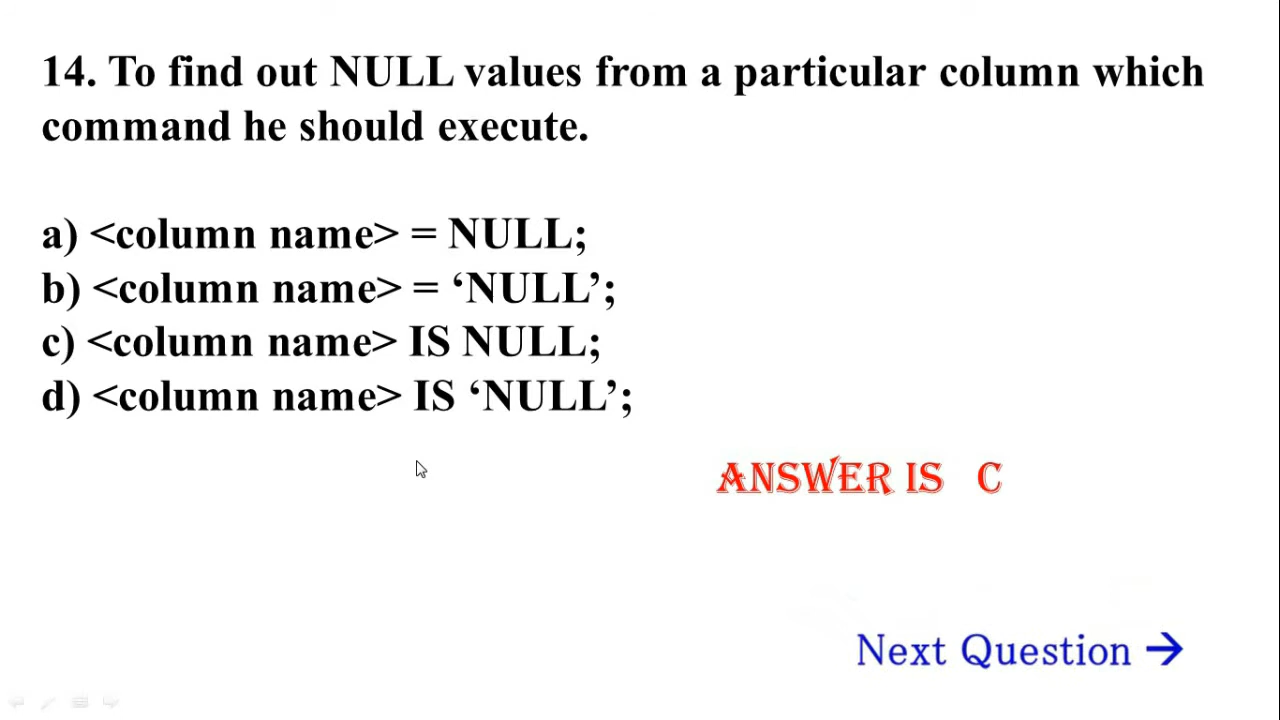 14. To find out NULL values from a particular column which
command he should execute.
a) <column name> = NULL;
b) <column name> = ‘NULL’;
c) <column name> IS NULL;
d) <column name> IS ‘NULL’;
ANSWER IS C
Next Question →